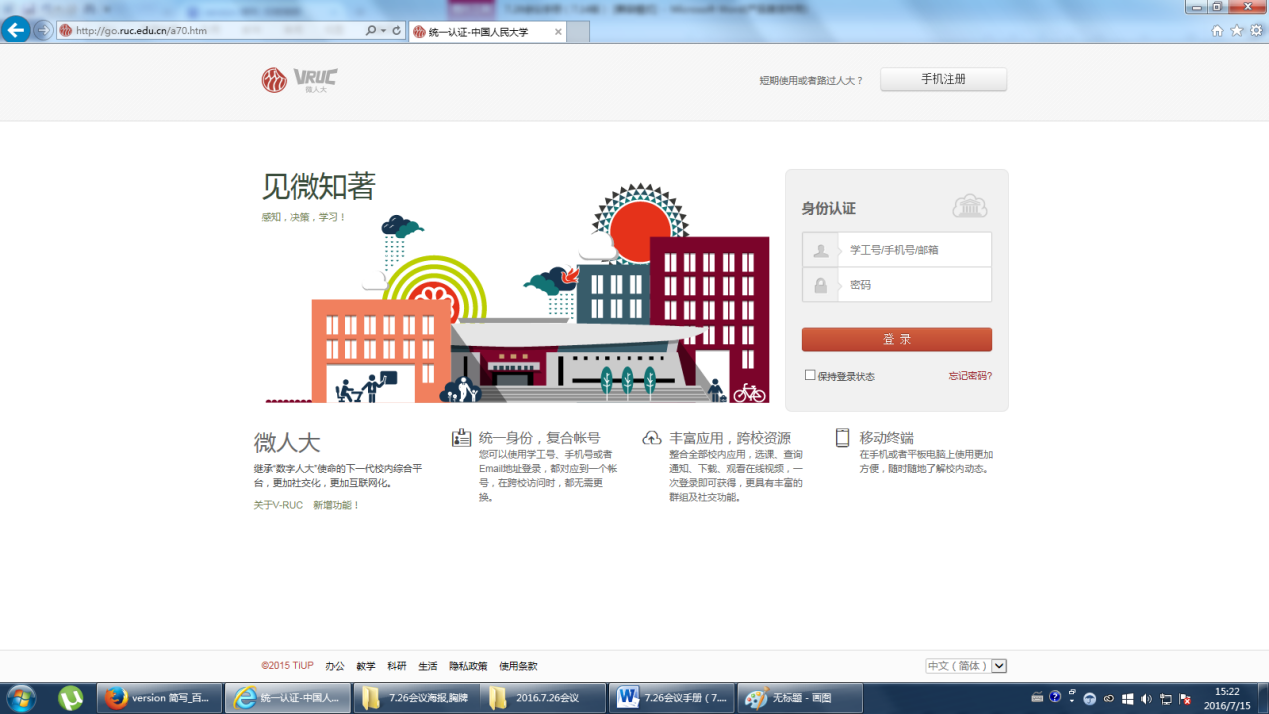 http://go.ruc.edu.cn/a70.htm
统一认证-中国人民大学
VRUC
微人大
短期使用或者路过人大？
手机注册
见微知著
感知，决策，学习！
身份认证
学工号/手机号/邮箱
密码
登 录
保持登录状态
忘记密码?
微人大
继承“数字人大”使命的下一代校内综合平
台，更加社交化，更加互联网化。
关于V-RUC 新增功能！
统一身份，复合帐号
您可以使用学工号、手机号或者
Email地址登录，都对应到一个帐
号，在跨校访问时，都无需更
换。
丰富应用，跨校资源
整合全部校内应用，选课、查询
通知、下载、观看在线视频，一
次登录即可获得，更具有丰富的
群组及社交功能。
移动终端
在手机或者平板电脑上使用更加
方便，随时随地了解校内动态。
©2015 TiUP 办公 教学 科研 生活 隐私政策 使用条款
中文（简体）
version 简写_百...
统一认证-中国人...
7.26会议海报,胸牌
2016.7.26会议
7.26会议手册（7....
无标题 - 画图
15:22
2016/7/15